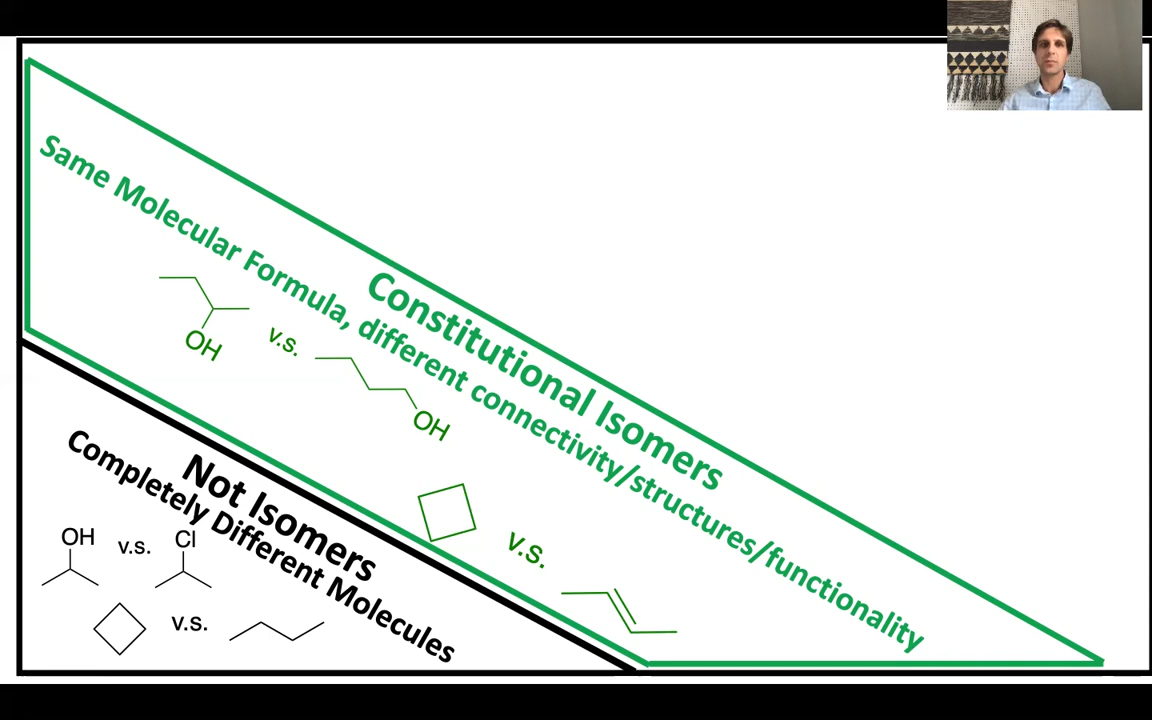 Constitutional Isomers
Same Molecular Formula, different connectivity/structures/functionality
OH
v.s.
OH
v.s.
Not Isomers
Completely Different Molecules
OH
v.s.
Cl
v.s.